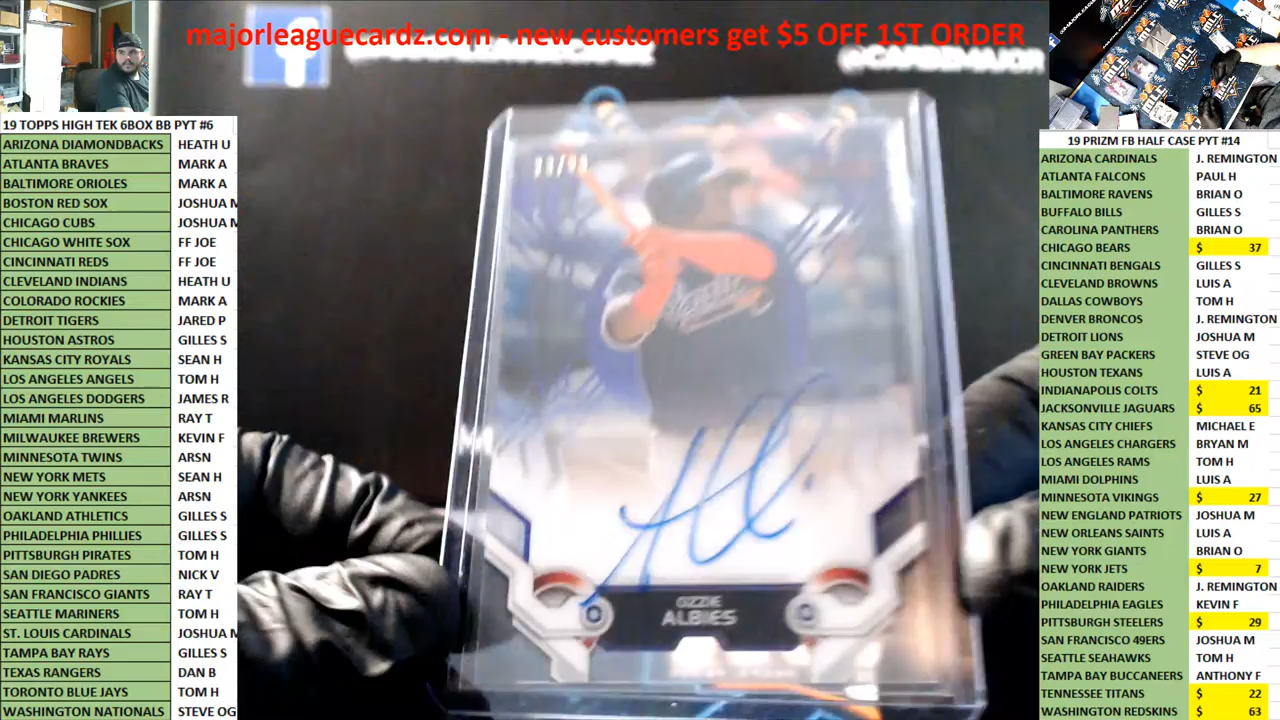 majorleaguecardz.com - new customers get $5 OFF 1ST ORDER
19 TOPPS HIGH TEK 6BOX BB PYT #6
ARIZONA DIAMONDBACKS HEATH U
ATLANTA BRAVES MARK A
BALTIMORE ORIOLES MARK A
BOSTON RED SOX JOSHUA M
CHICAGO CUBS JOSHUA M
CHICAGO WHITE SOX FF JOE
CINCINNATI REDS FF JOE
CLEVELAND INDIANS HEATH U
COLORADO ROCKIES MARK A
DETROIT TIGERS JARED P
HOUSTON ASTROS GILLES S
KANSAS CITY ROYALS SEAN H
LOS ANGELES ANGELS TOM H
LOS ANGELES DODGERS JAMES R
MIAMI MARLINS RAY T
MILWAUKEE BREWERS KEVIN F
MINNESOTA TWINS ARSN
NEW YORK METS SEAN H
NEW YORK YANKEES ARSN
OAKLAND ATHLETICS GILLES S
PHILADELPHIA PHILLIES GILLES S
PITTSBURGH PIRATES TOM H
SAN DIEGO PADRES NICK V
SAN FRANCISCO GIANTS RAY T
SEATTLE MARINERS TOM H
ST. LOUIS CARDINALS JOSHUA M
TAMPA BAY RAYS GILLES S
TEXAS RANGERS DAN B
TORONTO BLUE JAYS TOM H
WASHINGTON NATIONALS STEVE OG
OZZIE
ALBIES
19 PRIZM FB HALF CASE PYT #14
ARIZONA CARDINALS J. REMINGTON
ATLANTA FALCONS PAUL H
BALTIMORE RAVENS BRIAN O
BUFFALO BILLS GILLES S
CAROLINA PANTHERS BRIAN O
CHICAGO BEARS $ 37
CINCINNATI BENGALS GILLES S
CLEVELAND BROWNS LUIS A
DALLAS COWBOYS TOM H
DENVER BRONCOS J. REMINGTON
DETROIT LIONS JOSHUA M
GREEN BAY PACKERS STEVE OG
HOUSTON TEXANS LUIS A
INDIANAPOLIS COLTS $ 21
JACKSONVILLE JAGUARS $ 65
KANSAS CITY CHIEFS MICHAEL E
LOS ANGELES CHARGERS BRYAN M
LOS ANGELES RAMS TOM H
MIAMI DOLPHINS LUIS A
MINNESOTA VIKINGS $ 27
NEW ENGLAND PATRIOTS JOSHUA M
NEW ORLEANS SAINTS LUIS A
NEW YORK GIANTS BRIAN O
NEW YORK JETS $ 7
OAKLAND RAIDERS J. REMINGTON
PHILADELPHIA EAGLES KEVIN F
PITTSBURGH STEELERS $ 29
SAN FRANCISCO 49ERS JOSHUA M
SEATTLE SEAHAWKS TOM H
TAMPA BAY BUCCANEERS ANTHONY F
TENNESSEE TITANS $ 22
WASHINGTON REDSKINS $ 63